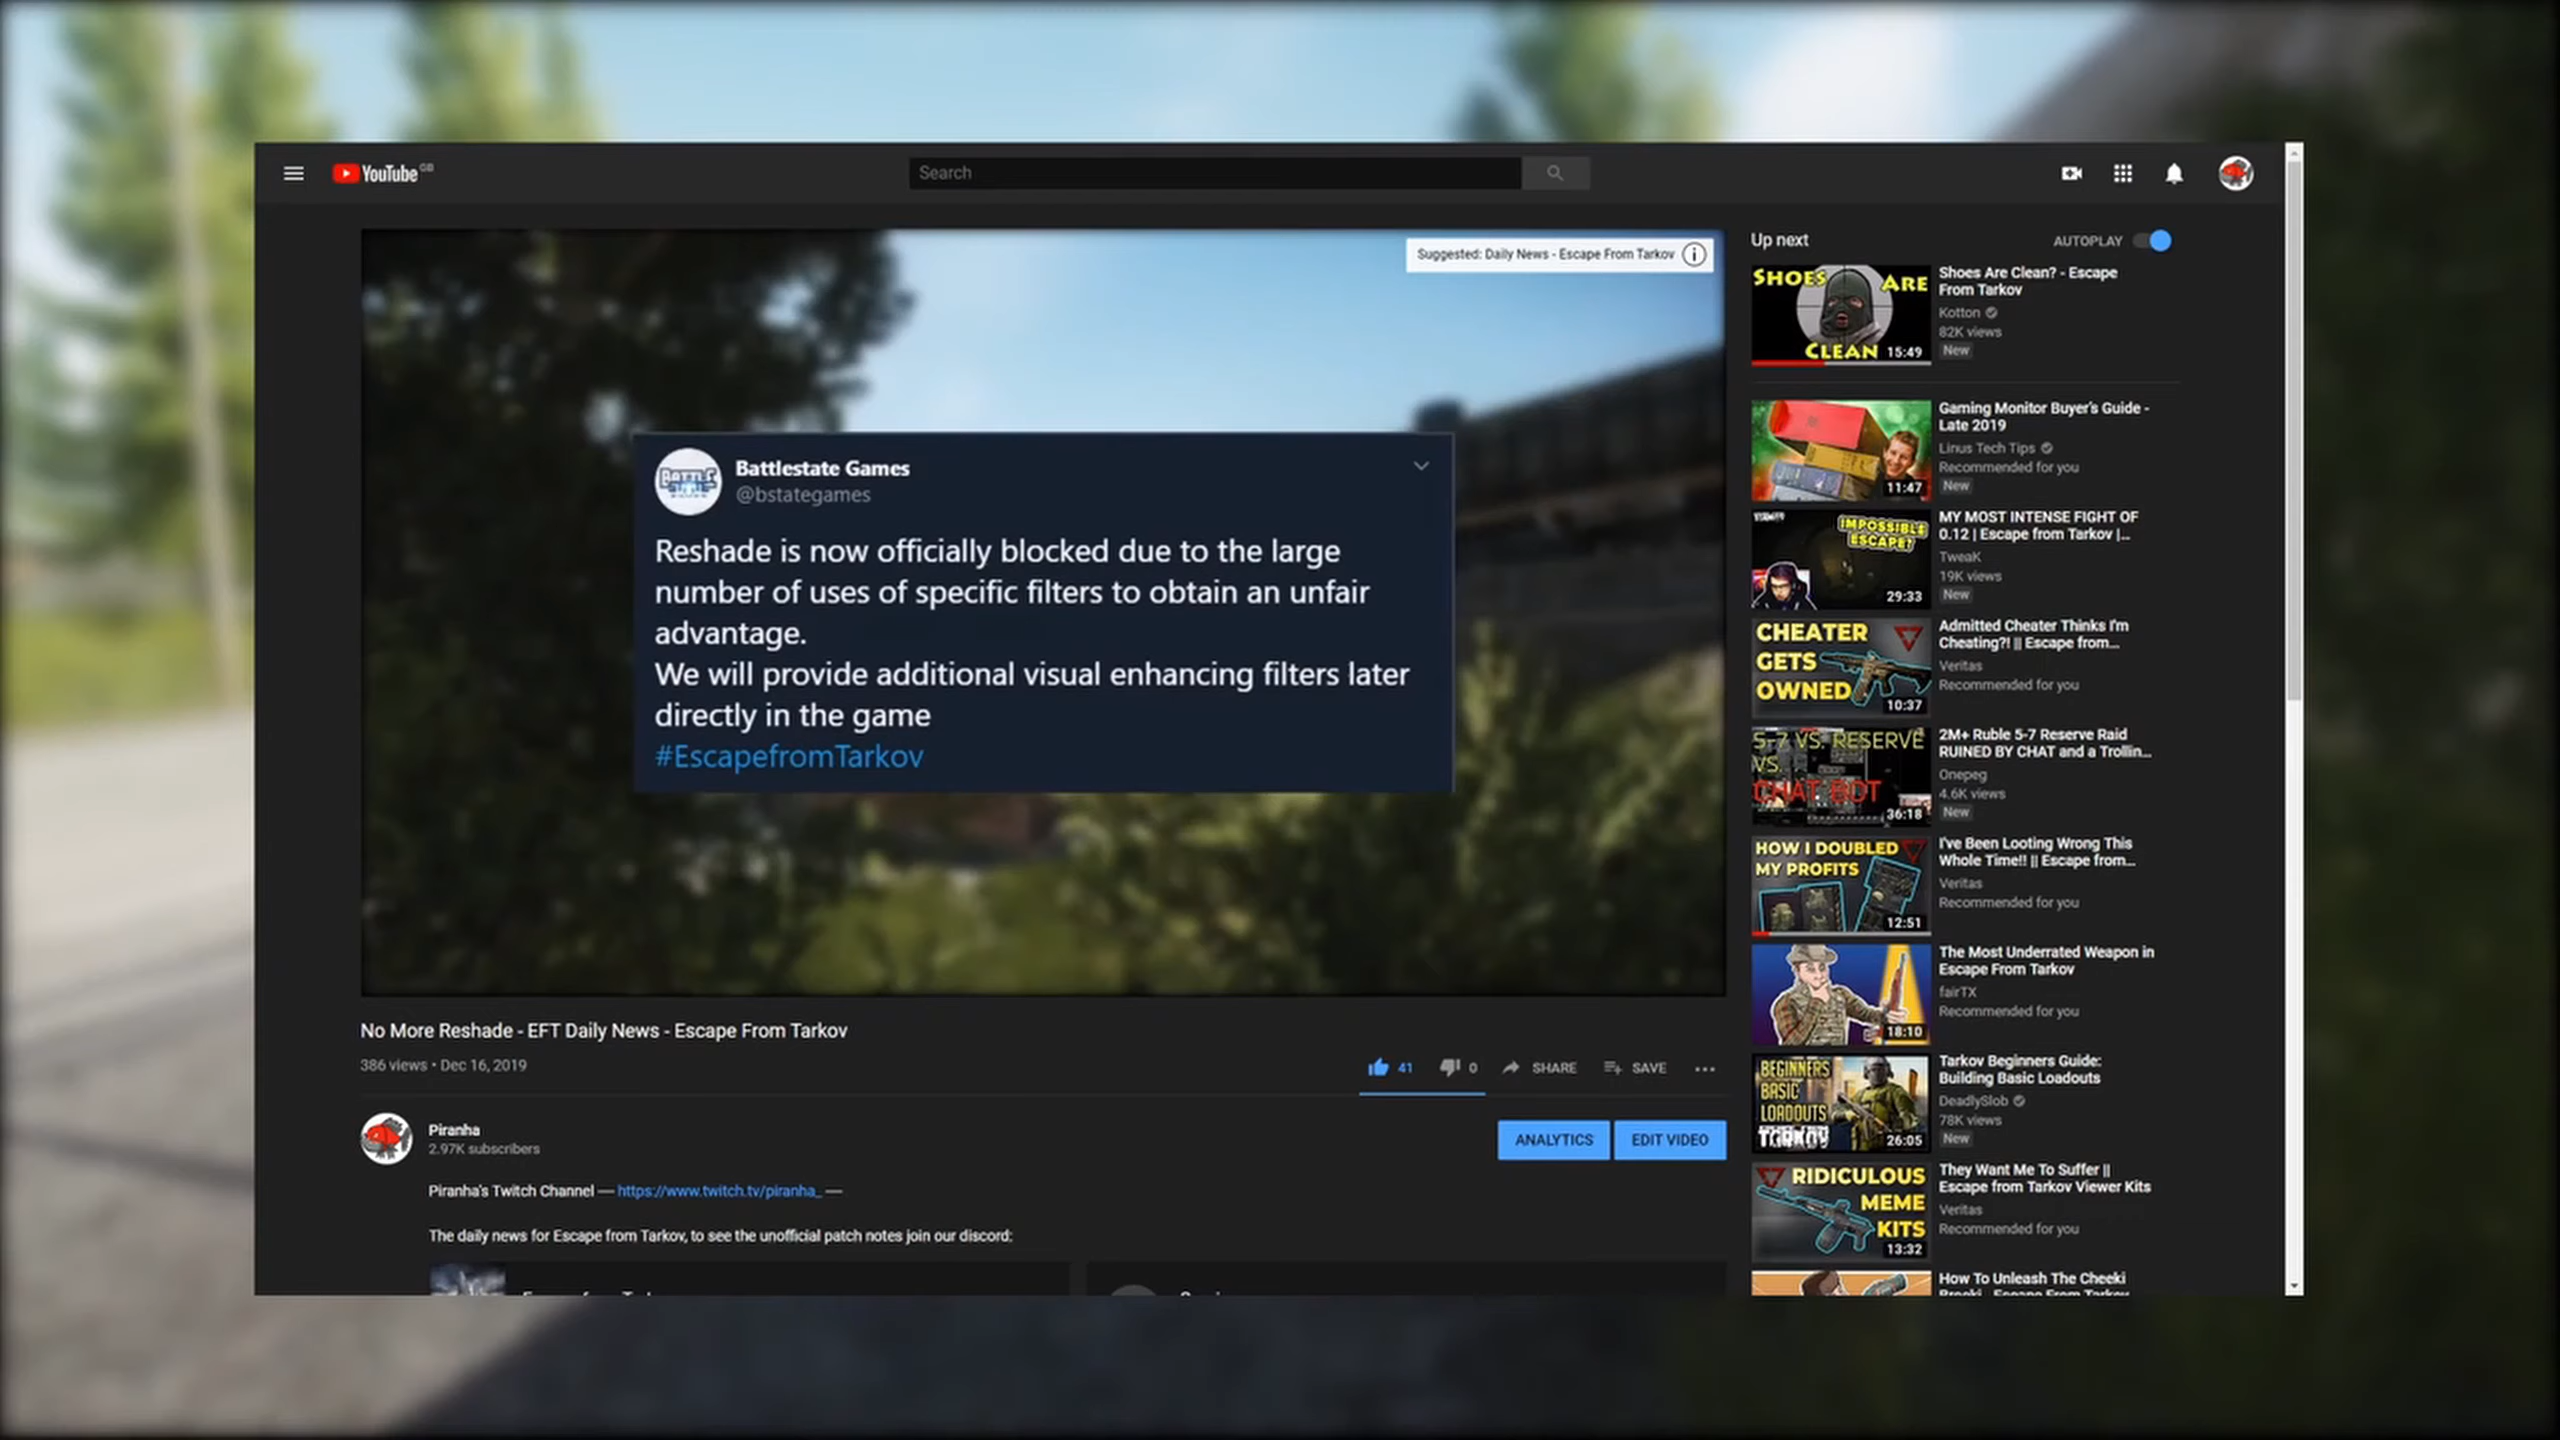 YouTube GB
Search
Suggested: Daily News - Escape From Tarkov
Battlestate Games
@bstategames
Reshade is now officially blocked due to the large
number of uses of specific filters to obtain an unfair
advantage.
We will provide additional visual enhancing filters later
directly in the game
#EscapefromTarkov
No More Reshade - EFT Daily News - Escape From Tarkov
386 views • Dec 16, 2019
41
0
SHARE
SAVE
Piranha
2.97K subscribers
ANALYTICS
EDIT VIDEO
Piranha's Twitch Channel — https://www.twitch.tv/piranha_ —
The daily news for Escape from Tarkov, to see the unofficial patch notes join our discord:
Up next
AUTOPLAY
SHOES ARE
CLEAN
15:49
Shoes Are Clean? - Escape
From Tarkov
Kotton
82K views
New
11:47
Gaming Monitor Buyer's Guide -
Late 2019
Linus Tech Tips
Recommended for you
New
IMPOSSIBLE
ESCAPE?
29:33
MY MOST INTENSE FIGHT OF
0.12 | Escape from Tarkov |...
TweaK
19K views
New
CHEATER
GETS
OWNED
10:37
Admitted Cheater Thinks I'm
Cheating?! || Escape from...
Veritas
Recommended for you
5-7 VS. RESERVE
VS.
CHAT BOT
36:18
2M+ Ruble 5-7 Reserve Raid
RUINED BY CHAT and a Trollin...
Onepeg
4.6K views
New
HOW I DOUBLED
MY PROFITS
12:51
I've Been Looting Wrong This
Whole Time!! || Escape from...
Veritas
Recommended for you
18:10
The Most Underrated Weapon in
Escape From Tarkov
fairTX
Recommended for you
BEGINNERS
BASIC
LOADOUTS
TARKOV
26:05
Tarkov Beginners Guide:
Building Basic Loadouts
DeadlySlob
78K views
New
RIDICULOUS
MEME
KITS
13:32
They Want Me To Suffer ||
Escape from Tarkov Viewer Kits
Veritas
Recommended for you
How To Unleash The Cheeki
Breeki - Escape From Tarkov